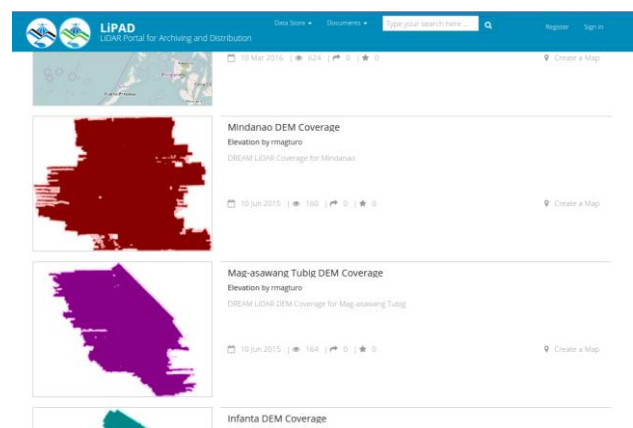 LiPAD
LiDAR Portal for Archiving and Distribution
Data Store
Documents
Type your search here ...
Register
Sign in
10 Mar 2016 | 624 | 0 | 0
Create a Map
Mindanao DEM Coverage
Elevation by rmagturo
DREAM LiDAR Coverage for Mindanao
10 Jun 2015 | 160 | 0 | 0
Create a Map
Mag-asawang Tubig DEM Coverage
Elevation by rmagturo
DREAM LiDAR DEM Coverage for Mag-asawang Tubig
10 Jun 2015 | 164 | 0 | 0
Create a Map
Infanta DEM Coverage